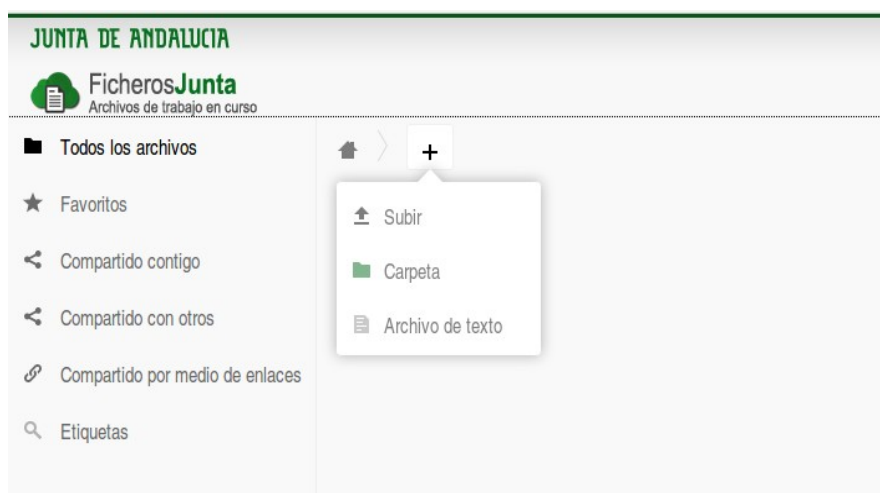 JUNTA DE ANDALUCIA
FicherosJunta
Archivos de trabajo en curso
Todos los archivos
Favoritos
Compartido contigo
Compartido con otros
Compartido por medio de enlaces
Etiquetas
+
Subir
Carpeta
Archivo de texto